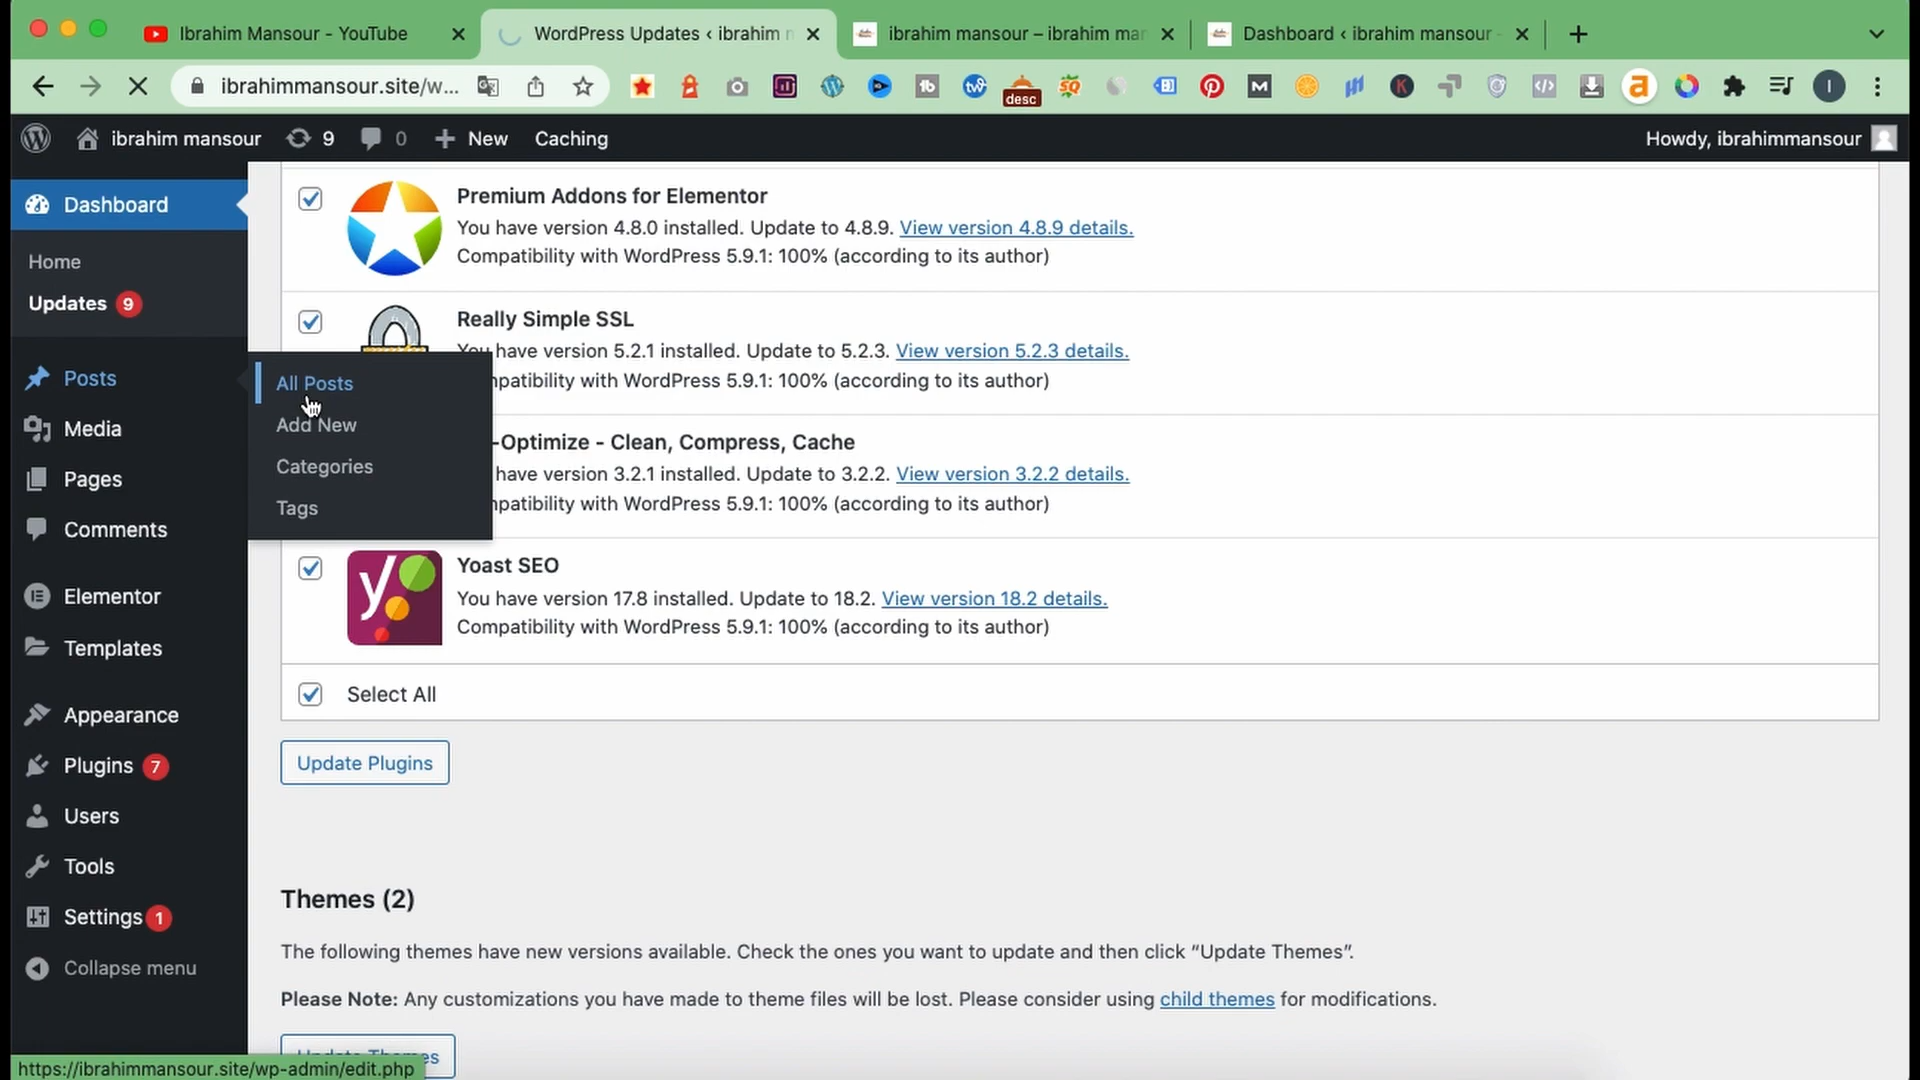 Ibrahim Mansour - YouTube
WordPress Updates ‹ ibrahim m
ibrahim mansour – ibrahim mar
Dashboard ‹ ibrahim mansour -
ibrahimmansour.site/w...
desc
ibrahim mansour
9
0
New
Caching
Howdy, ibrahimmansour
Dashboard
Home
Updates 9
Posts
Media
Pages
Comments
Elementor
Templates
Appearance
Plugins 7
Users
Tools
Settings 1
Collapse menu
All Posts
Add New
Categories
Tags
Premium Addons for Elementor
You have version 4.8.0 installed. Update to 4.8.9. View version 4.8.9 details.
Compatibility with WordPress 5.9.1: 100% (according to its author)
Really Simple SSL
You have version 5.2.1 installed. Update to 5.2.3. View version 5.2.3 details.
npatibility with WordPress 5.9.1: 100% (according to its author)
-Optimize - Clean, Compress, Cache
have version 3.2.1 installed. Update to 3.2.2. View version 3.2.2 details.
npatibility with WordPress 5.9.1: 100% (according to its author)
Yoast SEO
You have version 17.8 installed. Update to 18.2. View version 18.2 details.
Compatibility with WordPress 5.9.1: 100% (according to its author)
Select All
Update Plugins
Themes (2)
The following themes have new versions available. Check the ones you want to update and then click “Update Themes”.
Please Note: Any customizations you have made to theme files will be lost. Please consider using child themes for modifications.
Update Themes
https://ibrahimmansour.site/wp-admin/edit.php